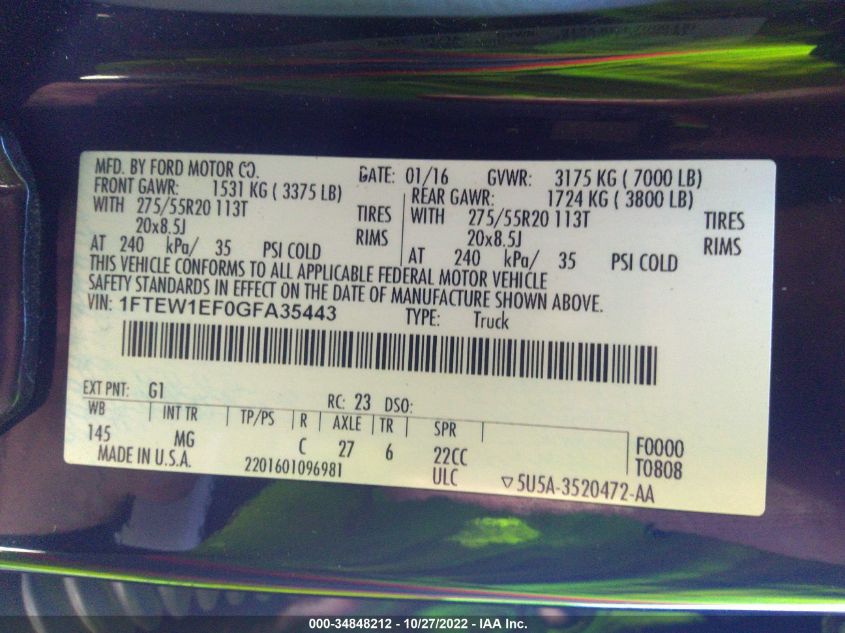 MFD. BY FORD MOTOR CO. DATE: 01/16 GVWR: 3175 KG ( 7000 LB)
FRONT GAWR: 1531 KG ( 3375 LB) REAR GAWR: 1724 KG ( 3800 LB)
WITH 275/55R20 113T TIRES WITH 275/55R20 113T TIRES
20x8.5J RIMS 20x8.5J RIMS
AT 240 kPa/ 35 PSI COLD AT 240 kPa/ 35 PSI COLD
THIS VEHICLE CONFORMS TO ALL APPLICABLE FEDERAL MOTOR VEHICLE
SAFETY STANDARDS IN EFFECT ON THE DATE OF MANUFACTURE SHOWN ABOVE.
VIN: 1FTEW1EF0GFA35443 TYPE: Truck
EXT PNT: G1 RC: 23 DSO:
WB INT TR TP/PS R AXLE TR SPR
145 MG C 27 6 22CC F0000
MADE IN U.S.A. 2201601096981 ULC T0808
▽5U5A-3520472-AA
000-34848212 - 10/27/2022 - IAA Inc.